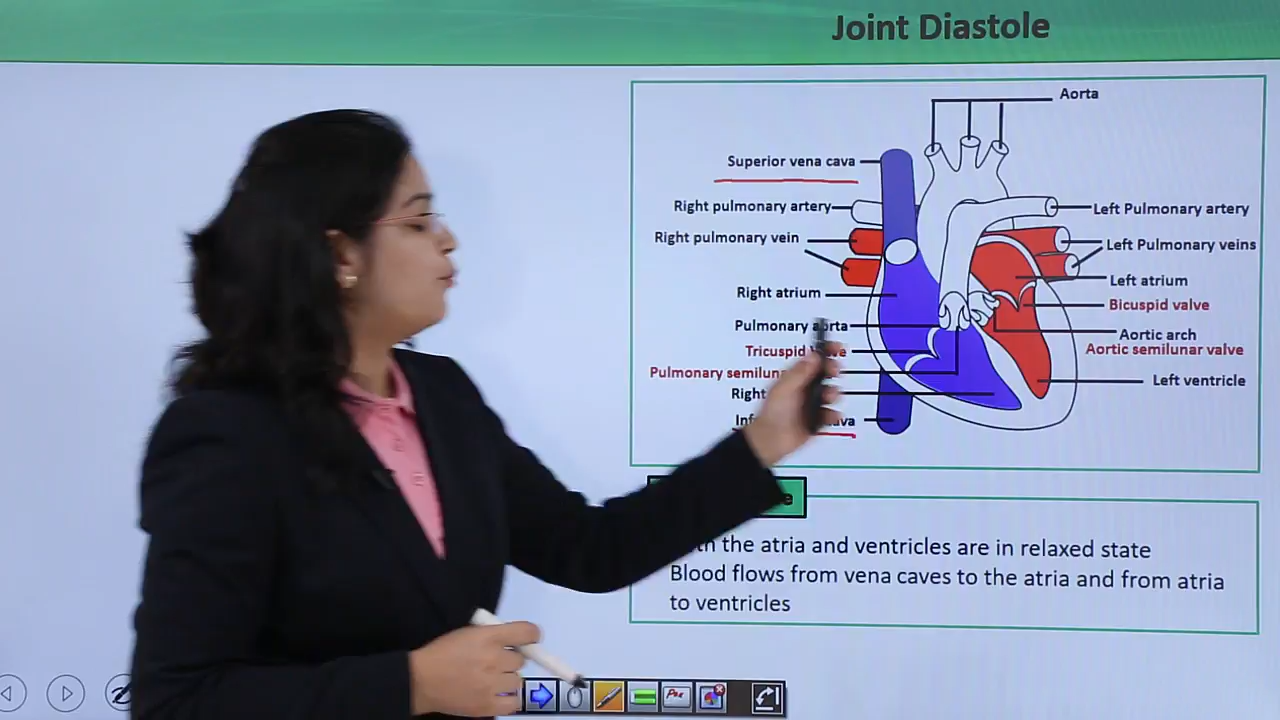 Joint Diastole
Aorta
Superior vena cava
Right pulmonary artery
Left Pulmonary artery
Right pulmonary vein
Left Pulmonary veins
Left atrium
Right atrium
Bicuspid valve
Pulmonary aorta
Aortic arch
Tricuspid
Aortic semilunar valve
Pulmonary
Right
Left ventricle
the atria and ventricles are in relaxed state
Blood flows from vena caves to the atria and from atria
to ventricles